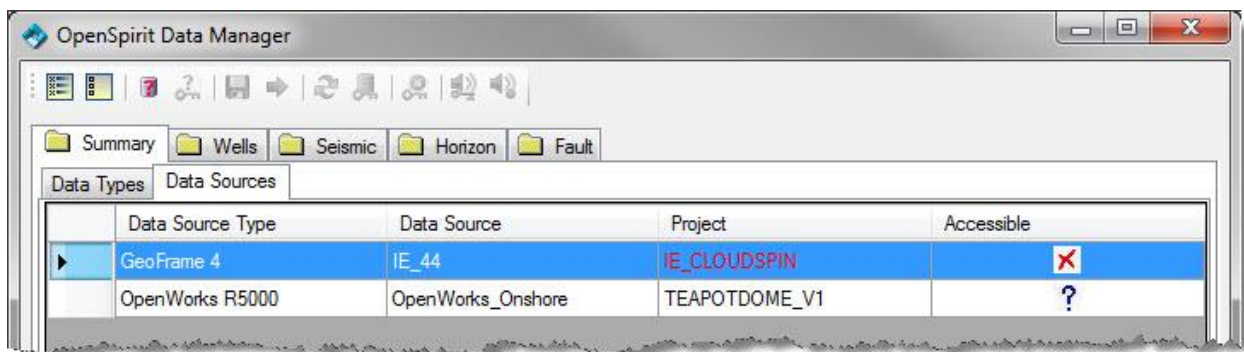 OpenSpirit Data Manager
Summary Wells Seismic Horizon Fault
Data Types Data Sources
Data Source Type Data Source Project Accessible
GeoFrame 4 IE_44 IE_CLOUDSPIN
OpenWorks R5000 OpenWorks_Onshore TEAPOTDOME_V1 ?